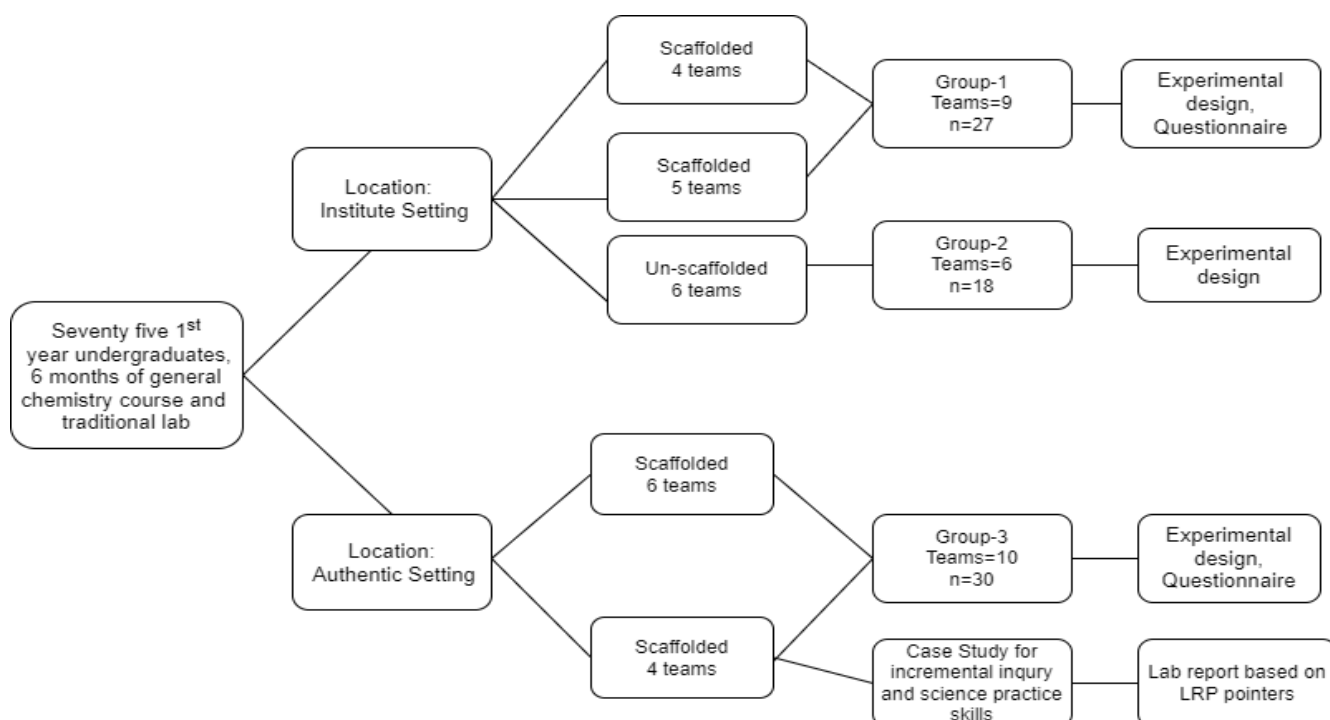 Scaffolded
4 teams
Group-1
Teams=9
n=27
Experimental
design,
Questionnaire
Location:
Institute Setting
Scaffolded
5 teams
Un-scaffolded
6 teams
Group-2
Teams=6
n=18
Experimental
design
Seventy five 1st
year undergraduates,
6 months of general
chemistry course and
traditional lab
Location:
Authentic Setting
Scaffolded
6 teams
Group-3
Teams=10
n=30
Experimental
design,
Questionnaire
Scaffolded
4 teams
Case Study for
incremental inqury
and science practice
skills
Lab report based on
LRP pointers